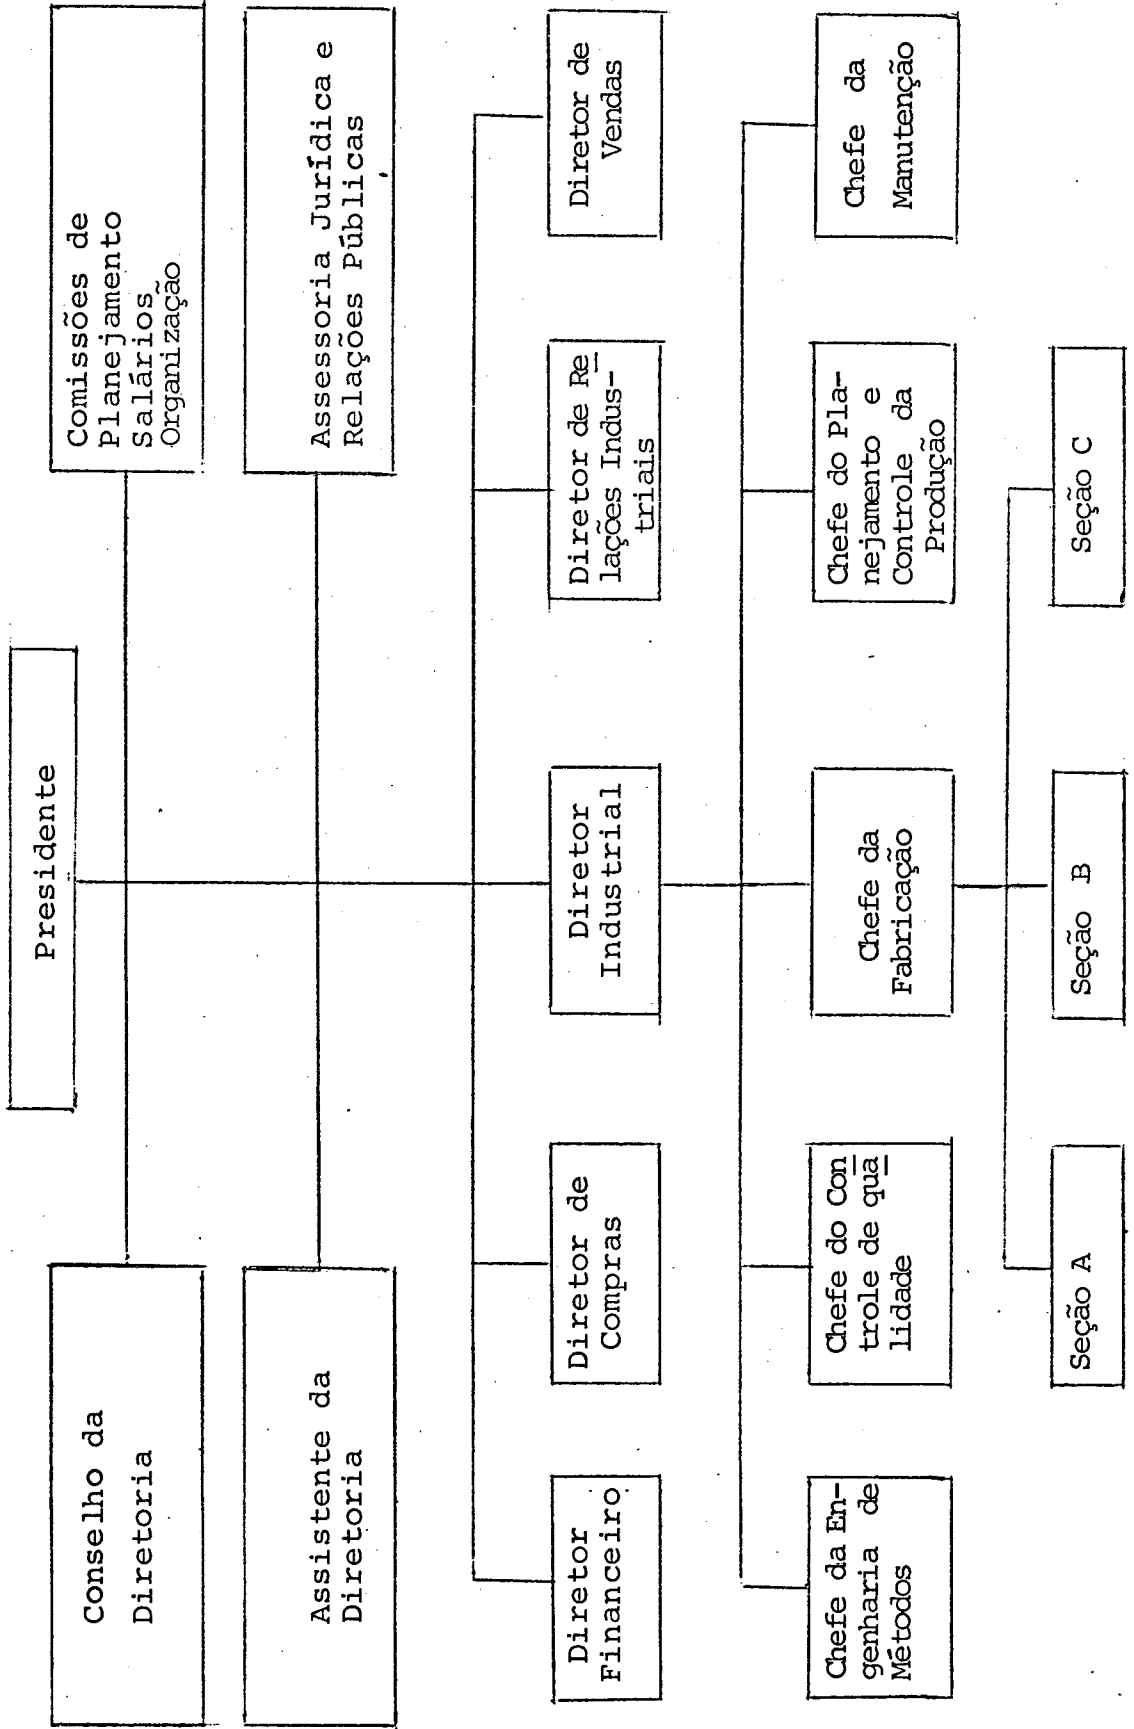 Presidente
Conselho da
Diretoria
Comissões de
Planejamento
Salários
Organização
Assistente da
Diretoria
Assessoria Jurídica e
Relações Públicas
Diretor
Financeiro
Diretor de
Compras
Diretor
Industrial
Diretor de Re
lações Indus-
triais
Diretor de
Vendas
Chefe da En-
genharia de
Métodos
Chefe do Con
trole de qua
lidade
Chefe da
Fabricação
Chefe do Pla-
nejamento e
Controle da
Produção
Chefe da
Manutenção
Seção A
Seção B
Seção C